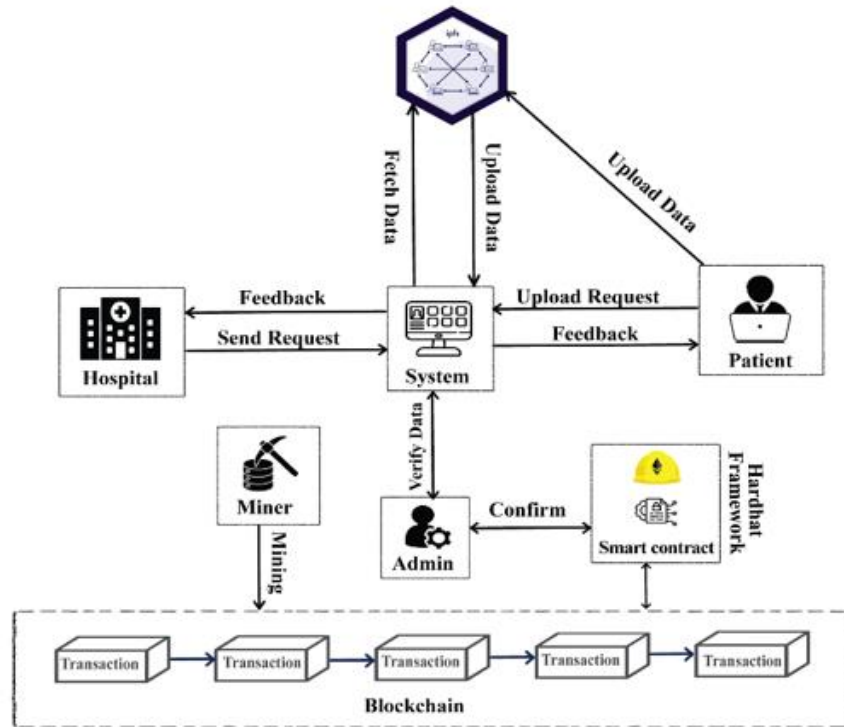 iph
Fetch Data
Upload Data
Upload Data
Feedback
Send Request
Hospital
System
Upload Request
Feedback
Patient
Verify Data
Miner
Mining
Admin
Confirm
Smart contract
Hardhat
Framework
Transaction
Transaction
Transaction
Transaction
Transaction
Blockchain